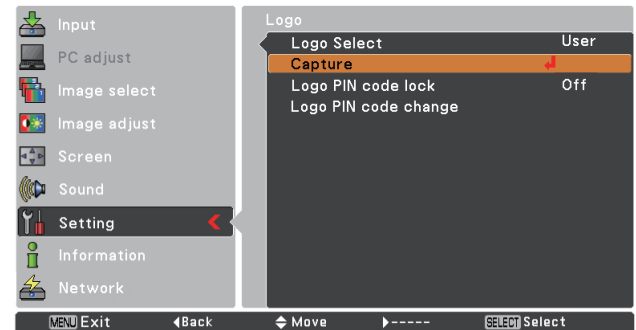 Input
PC adjust
Image select
Image adjust
Screen
Sound
Setting
Information
Network
Logo
Logo Select User
Capture
Logo PIN code lock Off
Logo PIN code change
MENU Exit Back Move ----- SELECT Select